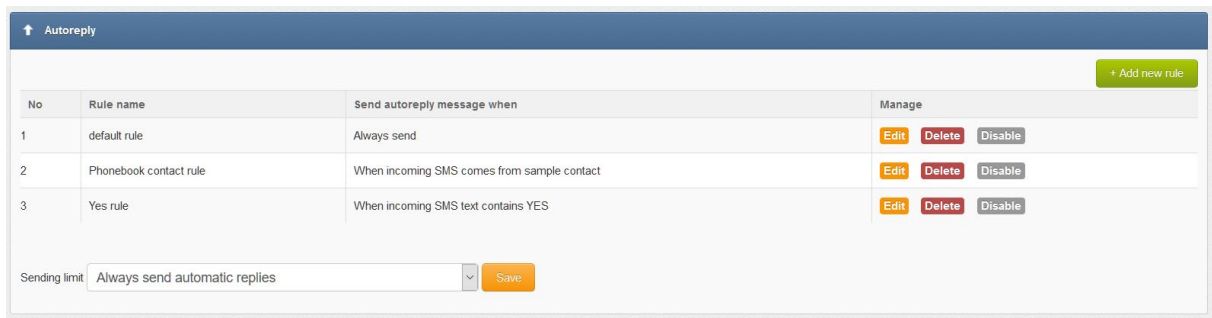 Autoreply
+ Add new rule
No Rule name Send autoreply message when Manage
1 default rule Always send Edit Delete Disable
2 Phonebook contact rule When incoming SMS comes from sample contact Edit Delete Disable
3 Yes rule When incoming SMS text contains YES Edit Delete Disable
Sending limit Always send automatic replies Save